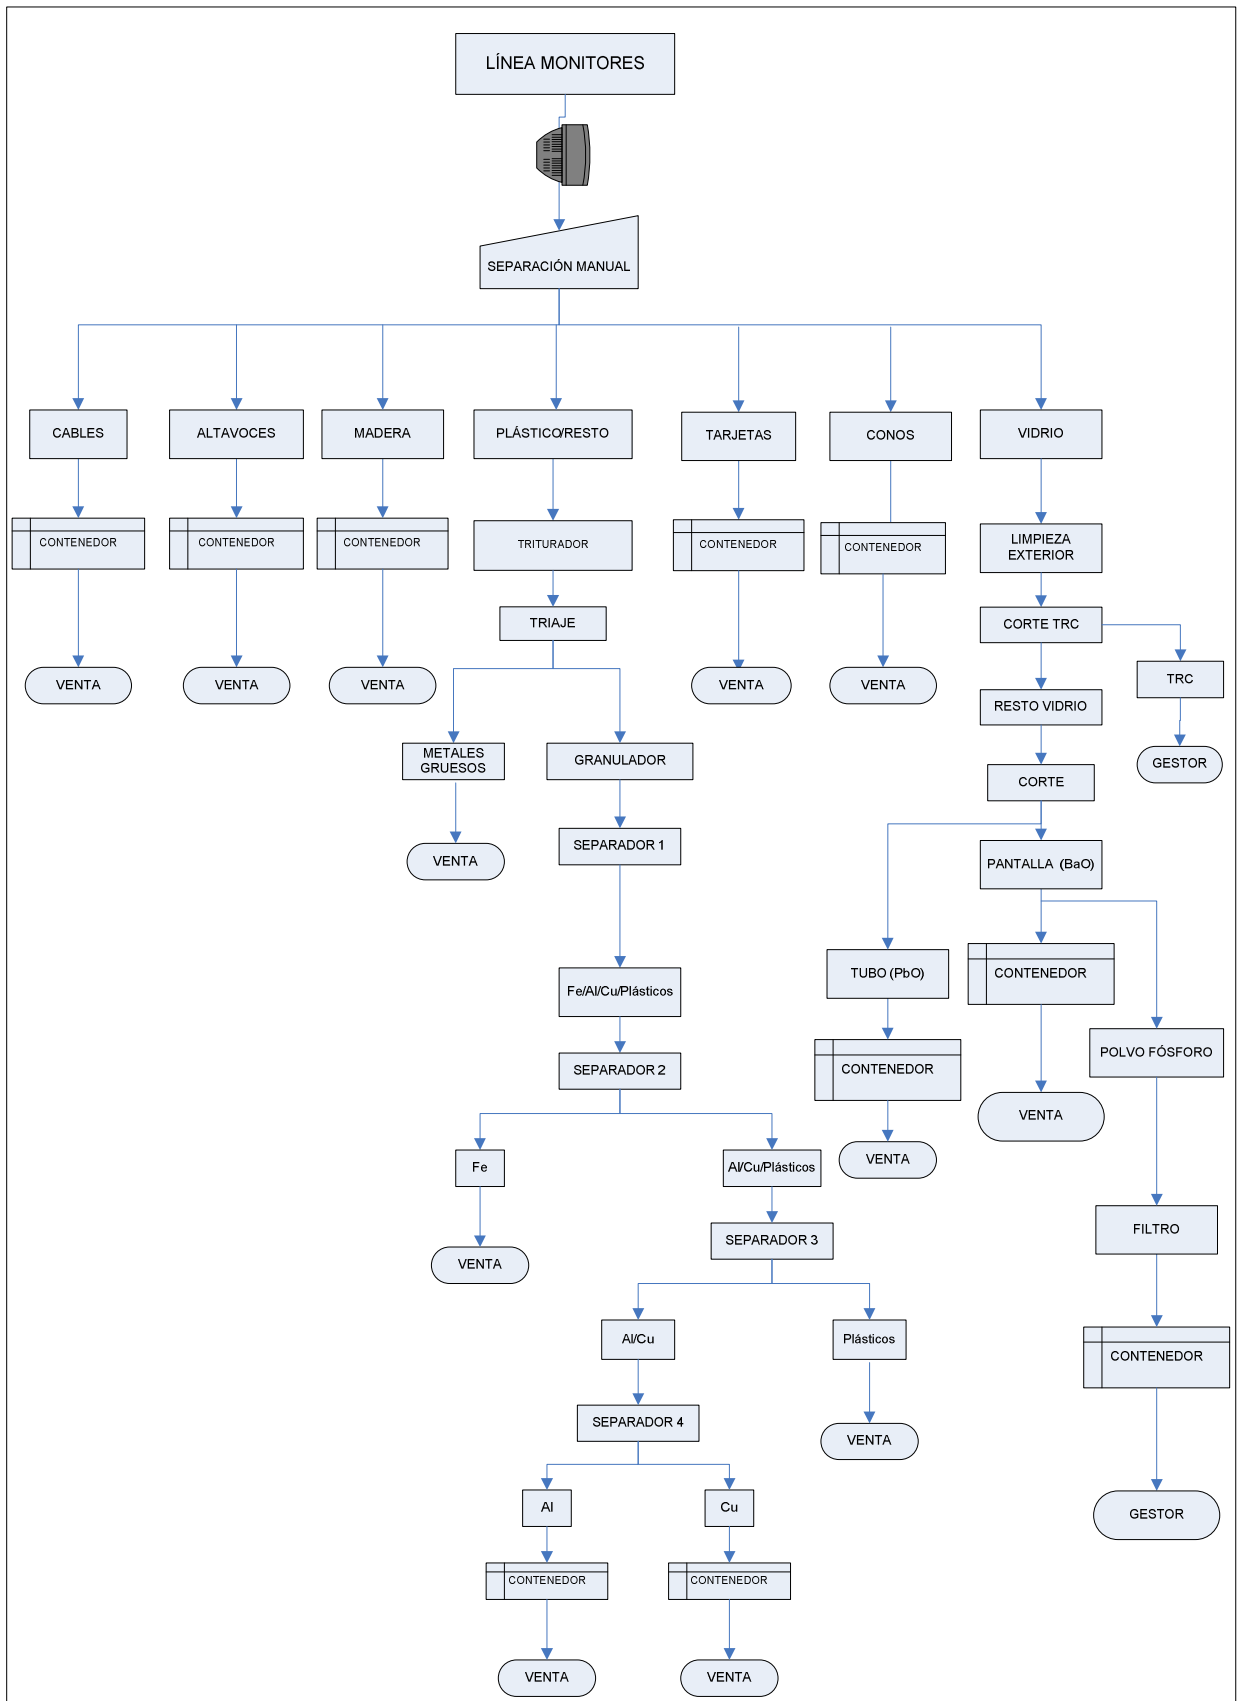 LÍNEA MONITORES
SEPARACIÓN MANUAL
CABLES
ALTAVOCES
MADERA
PLÁSTICO/RESTO
TARJETAS
CONOS
VIDRIO
CONTENEDOR
CONTENEDOR
CONTENEDOR
TRITURADOR
CONTENEDOR
CONTENEDOR
LIMPIEZA
EXTERIOR
TRIAJE
CORTE TRC
VENTA
VENTA
VENTA
VENTA
VENTA
TRC
RESTO VIDRIO
METALES
GRUESOS
GRANULADOR
GESTOR
CORTE
SEPARADOR 1
VENTA
PANTALLA (BaO)
Fe/Al/Cu/Plásticos
TUBO (PbO)
CONTENEDOR
POLVO FÓSFORO
SEPARADOR 2
CONTENEDOR
VENTA
Fe
Al/Cu/Plásticos
VENTA
SEPARADOR 3
FILTRO
VENTA
Al/Cu
Plásticos
CONTENEDOR
SEPARADOR 4
VENTA
Al
Cu
GESTOR
CONTENEDOR
CONTENEDOR
VENTA
VENTA